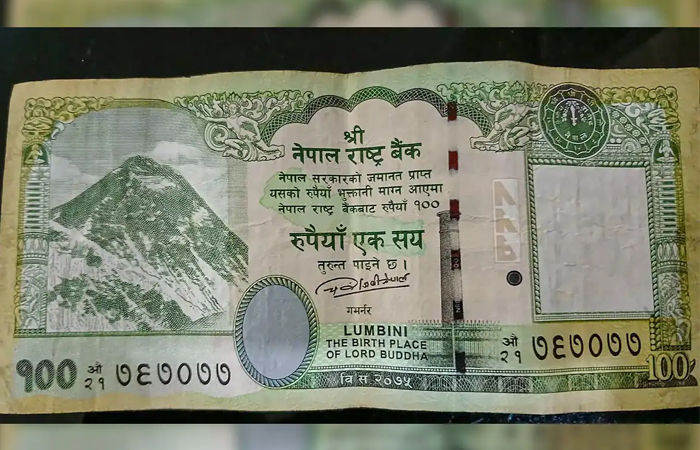 श्री
नेपाल राष्ट्र बैंक
नेपाल सरकारको जमानत प्राप्त
यसको रुपैयाँ भुक्तानी माग्न आएमा
नेपाल राष्ट्र बैंकबाट रुपैयाँ १००
रुपैयाँ एक सय
तुरुन्त पाइने छ।
गभर्नर
LUMBINI
THE BIRTH PLACE
OF LORD BUDDHA
वि सं २०७५
१००
औ
२१ ७६७०७७
औ
२१ ७६७०७७
100